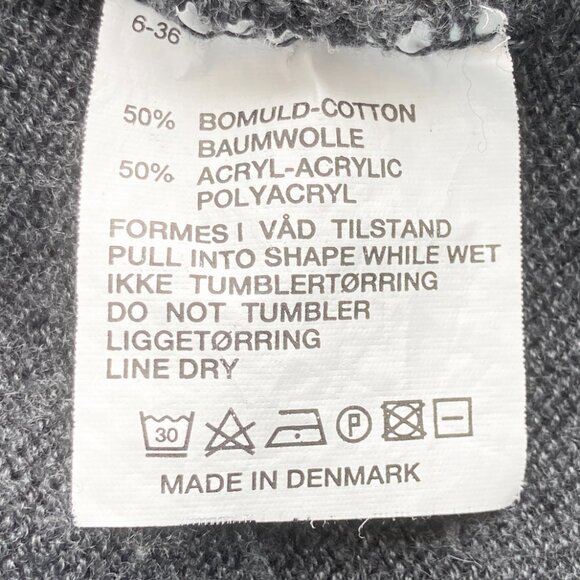 6-36
50% BOMULD-COTTON
BAUMWOLLE
50% ACRYL-ACRYLIC
POLYACRYL
FORMES I VÅD TILSTAND
PULL INTO SHAPE WHILE WET
IKKE TUMBLERTØRRING
DO NOT TUMBLER
LIGGETØRRING
LINE DRY
30 P
MADE IN DENMARK